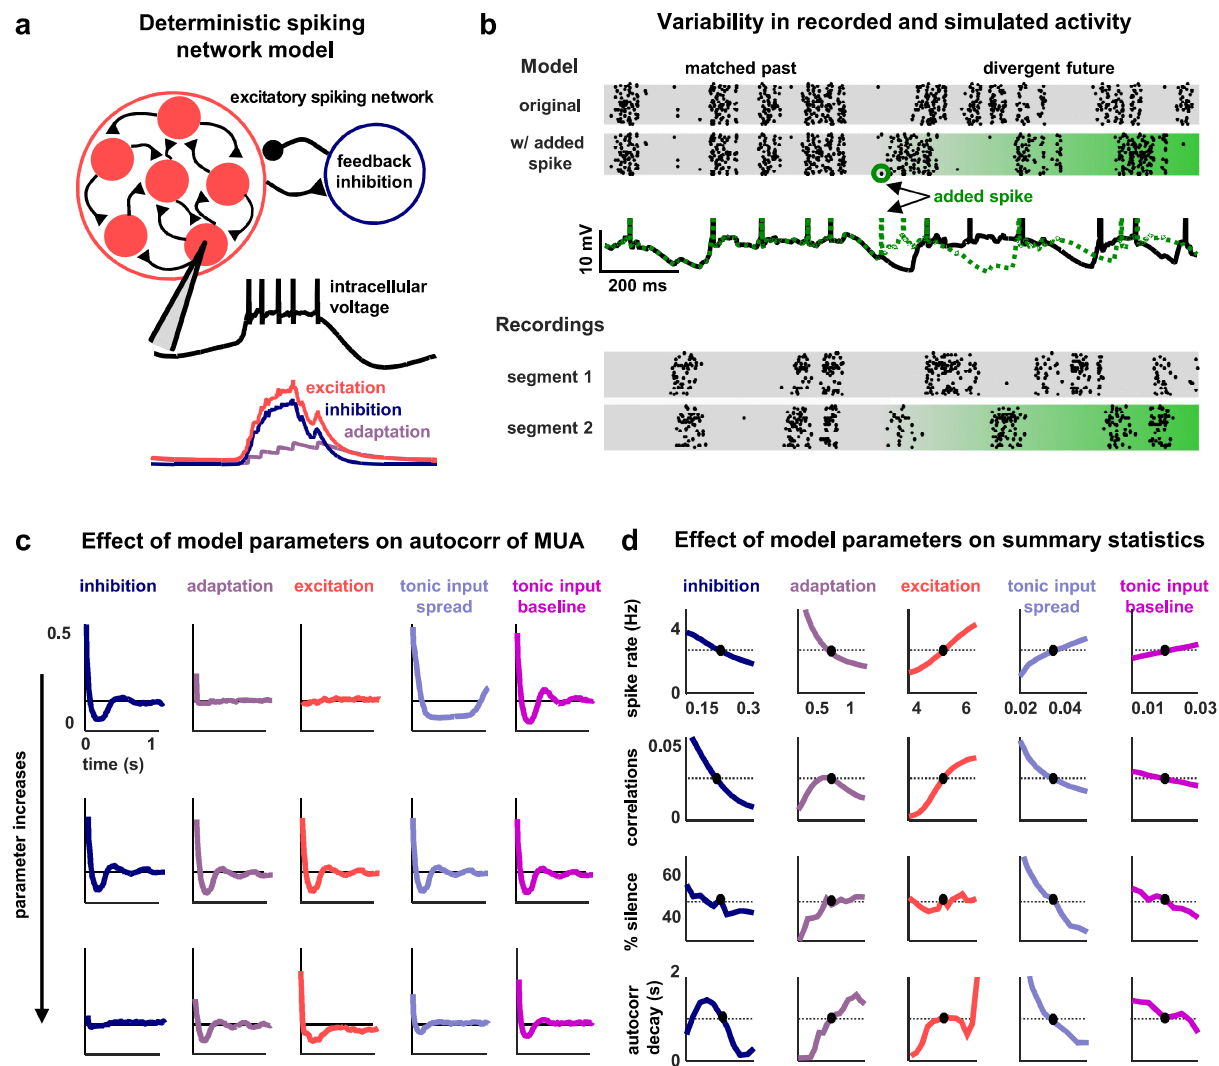 a
Deterministic spiking
network model
excitatory spiking network
feedback
inhibition
intracellular
voltage
excitation
inhibition
adaptation
b
Variability in recorded and simulated activity
Model
matched past
divergent future
original
w/ added
spike
added spike
10 mV
200 ms
Recordings
segment 1
segment 2
c
Effect of model parameters on autocorr of MUA
inhibition
adaptation
excitation
tonic input
spread
tonic input
baseline
0.5
0
0
1
time (s)
parameter increases
d
Effect of model parameters on summary statistics
inhibition
adaptation
excitation
tonic input
spread
tonic input
baseline
spike rate (Hz)
4
0
0.15
0.3
0.5
1
4
6
0.02
0.04
0.01
0.03
correlations
0.05
0
% silence
60
40
autocorr
decay (s)
2
0